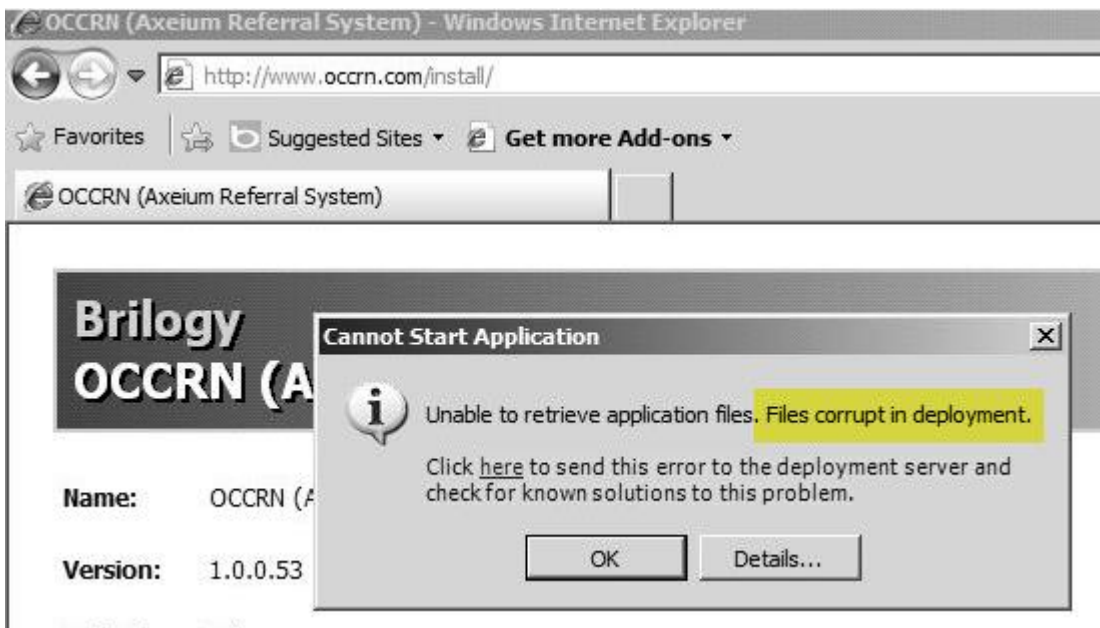 OCCRN (Axeium Referral System) - Windows Internet Explorer
http://www.occrn.com/install/
Favorites Suggested Sites Get more Add-ons
OCCRN (Axeium Referral System)
Brilogy
OCCRN (A
Cannot Start Application
Unable to retrieve application files. Files corrupt in deployment.
Click here to send this error to the deployment server and
check for known solutions to this problem.
OK Details...
Name: OCCRN (A
Version: 1.0.0.53